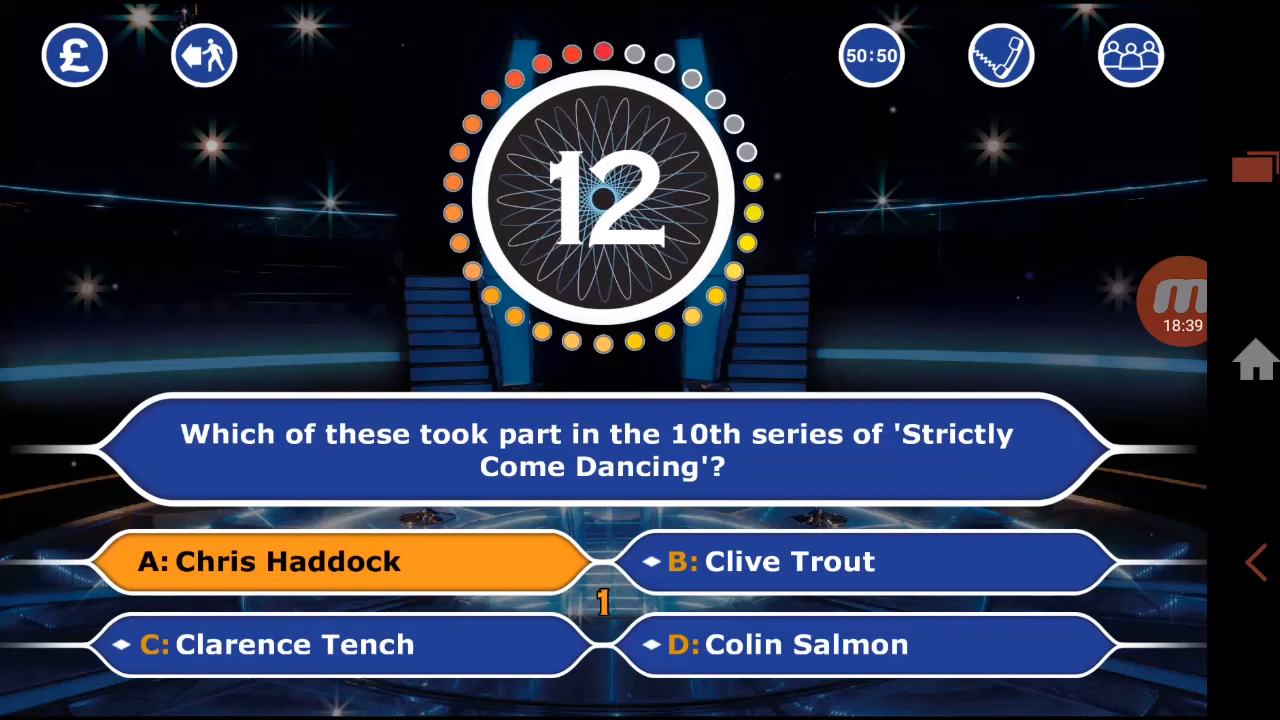 £
50:50
12
18:39
Which of these took part in the 10th series of 'Strictly
Come Dancing'?
A: Chris Haddock
B: Clive Trout
1
C: Clarence Tench
D: Colin Salmon